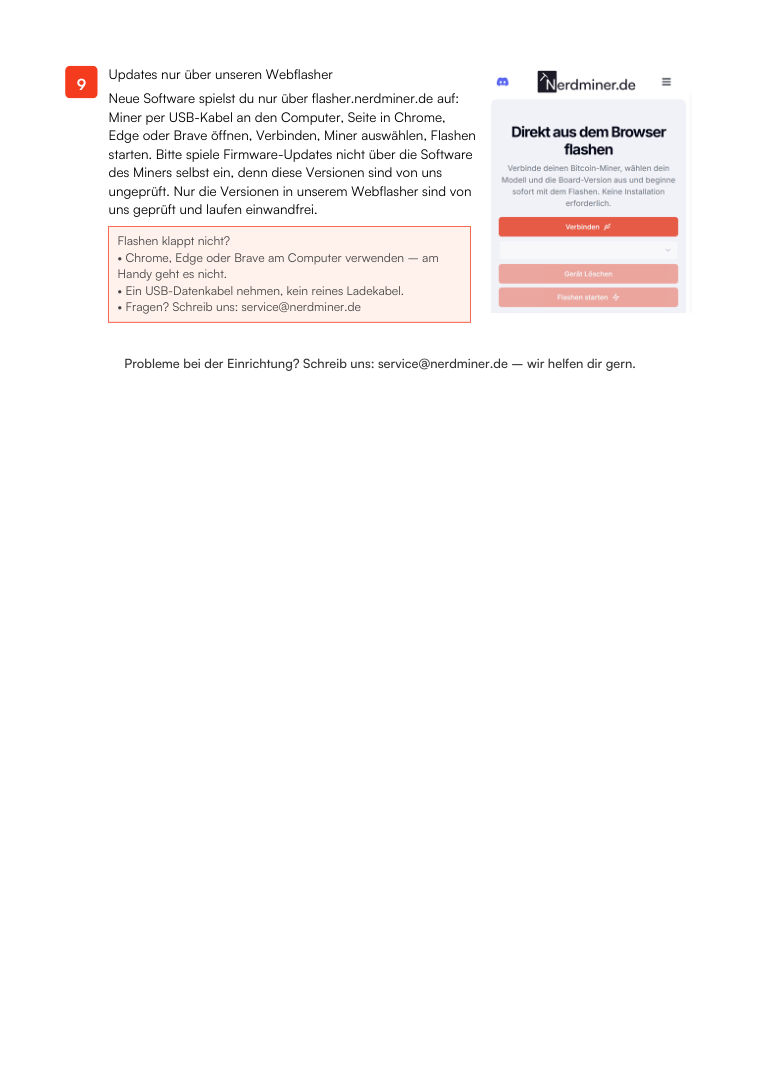 9
Updates nur über unseren Webflasher
Neue Software spielst du nur über flasher.nerdminer.de auf:
Miner per USB-Kabel an den Computer, Seite in Chrome,
Edge oder Brave öffnen, Verbinden, Miner auswählen, Flashen
starten. Bitte spiele Firmware-Updates nicht über die Software
des Miners selbst ein, denn diese Versionen sind von uns
ungeprüft. Nur die Versionen in unserem Webflasher sind von
uns geprüft und laufen einwandfrei.
Flashen klappt nicht?
• Chrome, Edge oder Brave am Computer verwenden — am
Handy geht es nicht.
• Ein USB-Datenkabel nehmen, kein reines Ladekabel.
• Fragen? Schreib uns: service@nerdminer.de
Nerdminer.de
Direkt aus dem Browser
flashen
Verbinde deinen Bitcoin-Miner, wählen dein
Modell und die Board-Version aus und beginne
sofort mit dem Flashen. Keine Installation
erforderlich.
Verbinden
Gerät Löschen
Flashen starten
Probleme bei der Einrichtung? Schreib uns: service@nerdminer.de — wir helfen dir gern.